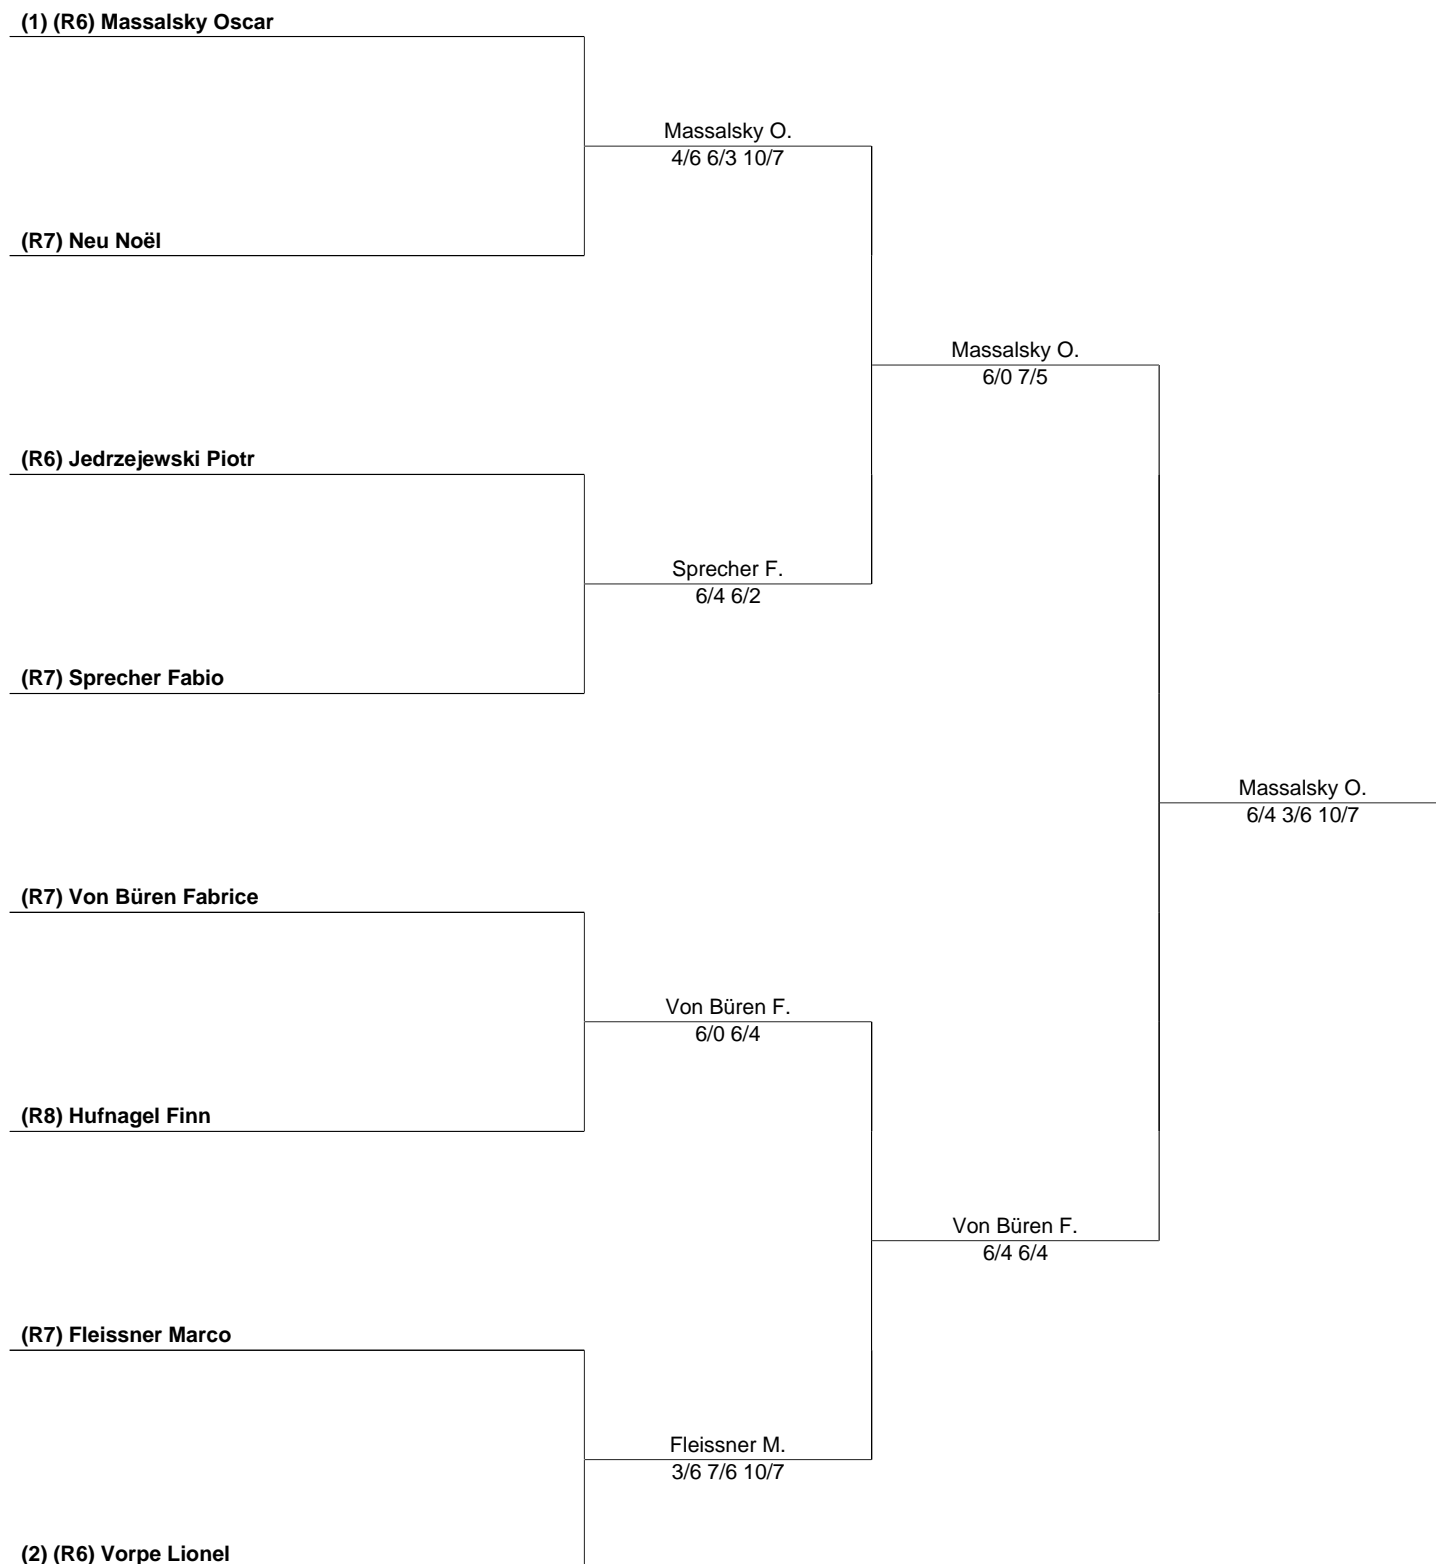 (1) (R6) Massalsky Oscar
Massalsky O.
4/6 6/3 10/7
(R7) Neu Noël
Massalsky O.
6/0 7/5
(R6) Jedrzejewski Piotr
Sprecher F.
6/4 6/2
(R7) Sprecher Fabio
Massalsky O.
6/4 3/6 10/7
(R7) Von Büren Fabrice
Von Büren F.
6/0 6/4
(R8) Hufnagel Finn
Von Büren F.
6/4 6/4
(R7) Fleissner Marco
Fleissner M.
3/6 7/6 10/7
(2) (R6) Vorpe Lionel